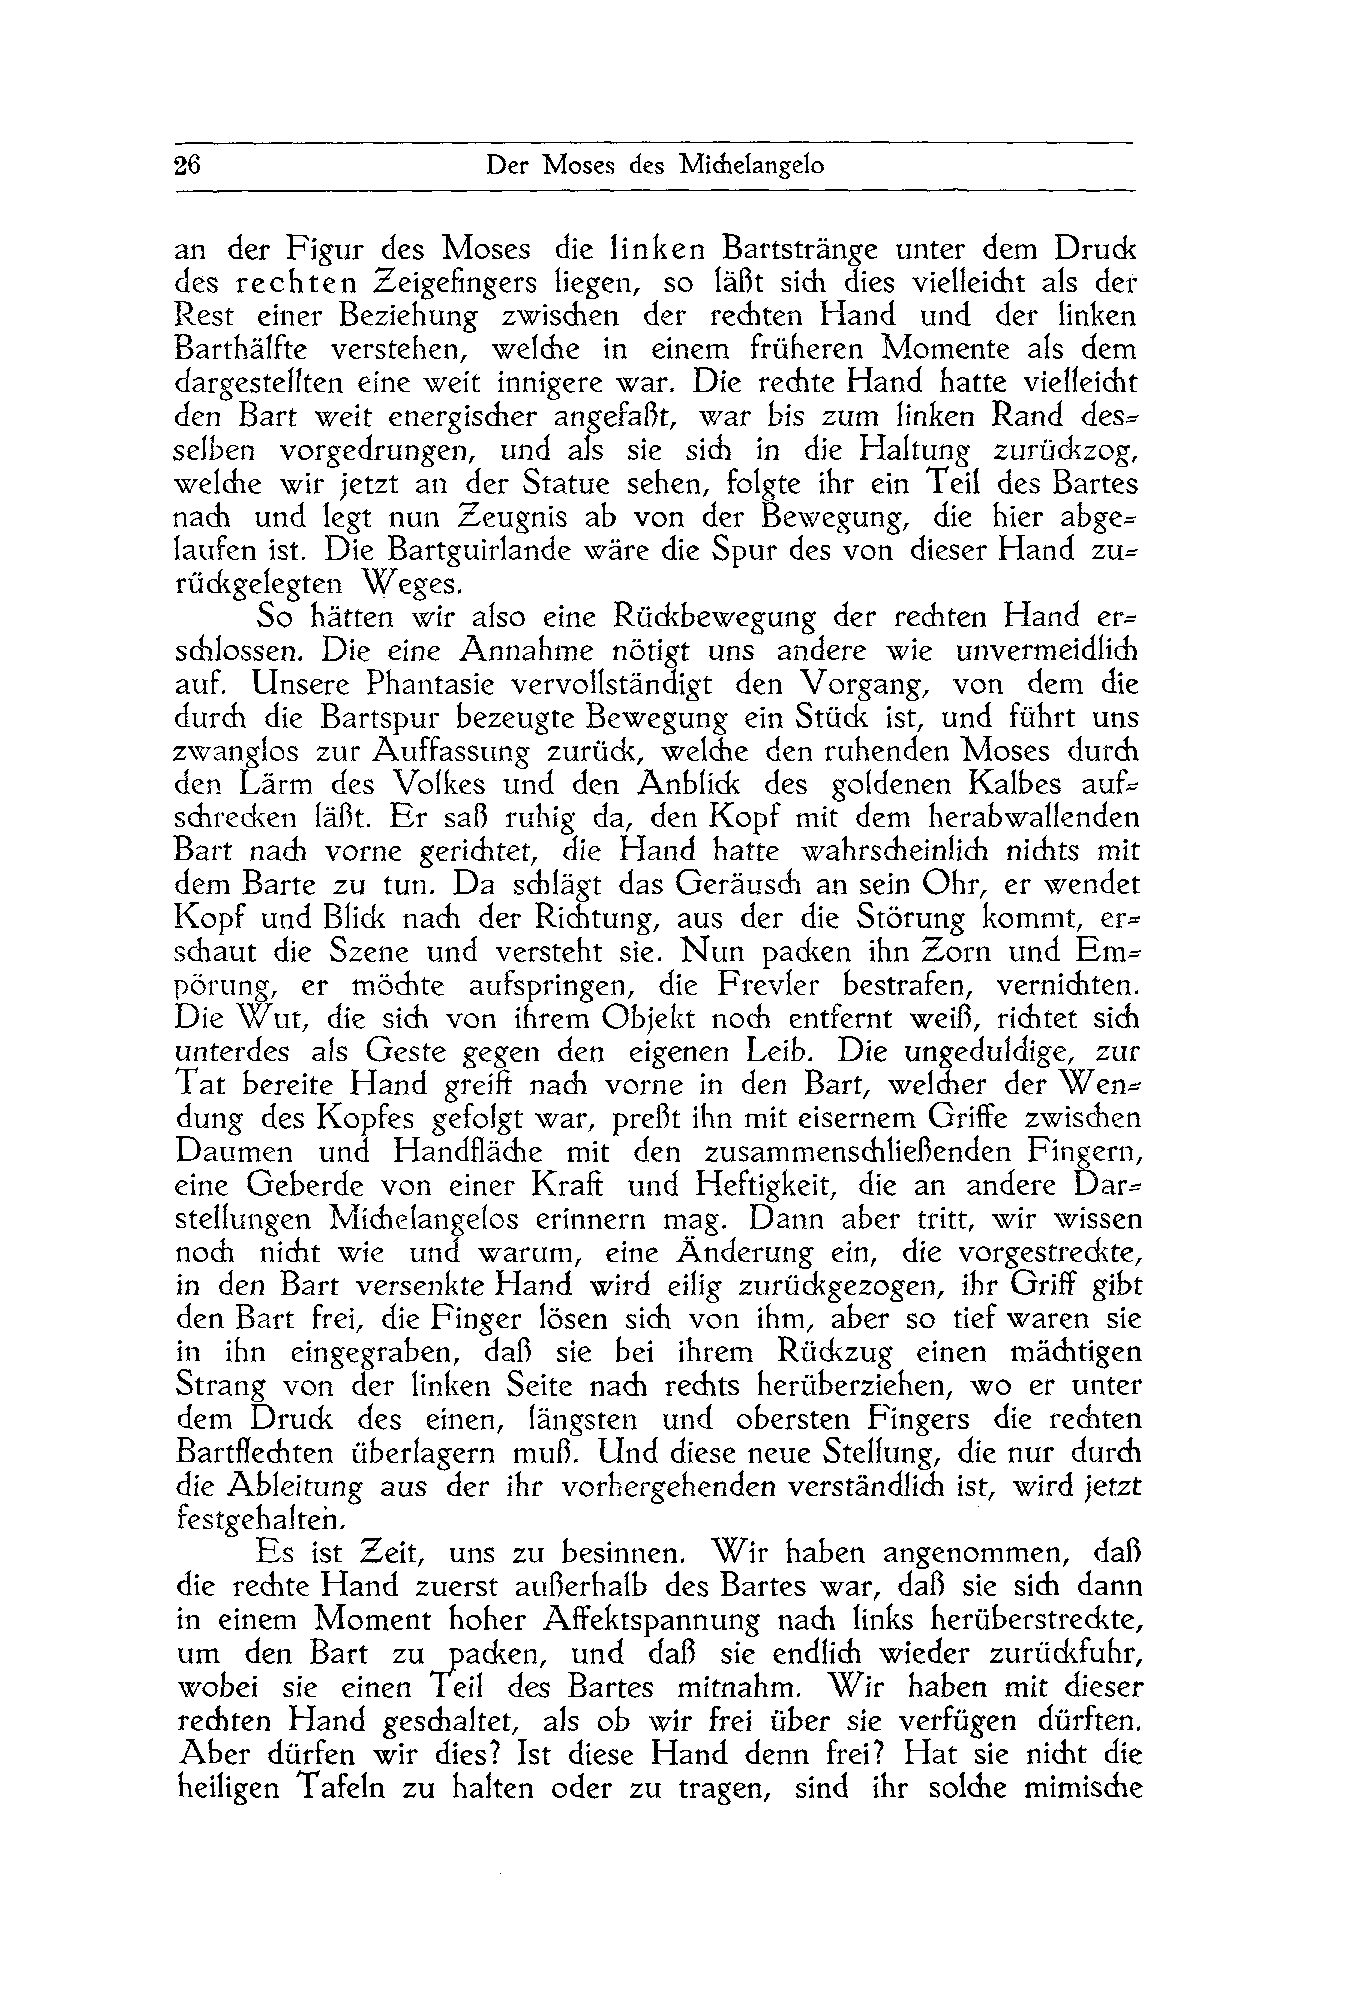 26 Der Moses des Michelangelo
an der Figur des Moses die linken Bartstränge unter dem Druck
des rechten Zeigefingers liegen, so läßt sich dies vielleicht als der
Rest einer Beziehung zwischen der rechten Hand und der linken
Barthälfte verstehen, welche in einem früheren Momente als dem
dargestellten eine weit innigere war. Die rechte Hand hatte vielleicht
den Bart weit energischer angefaßt, war bis zum linken Rand des-
selben vorgedrungen, und als sie sich in die Haltung zurückzog,
welche wir jetzt an der Statue sehen, folgte ihr ein Teil des Bartes
nach und legt nun Zeugnis ab von der Bewegung, die hier abge-
laufen ist. Die Bartguirlande wäre die Spur des von dieser Hand zu-
rückgelegten Weges.
So hätten wir also eine Rückbewegung der rechten Hand er-
schlossen. Die eine Annahme nötigt uns andere wie unvermeidlich
auf. Unsere Phantasie vervollständigt den Vorgang, von dem die
durch die Bartspur bezeugte Bewegung ein Stück ist, und führt uns
zwanglos zur Auffassung zurück, welche den ruhenden Moses durch
den Lärm des Volkes und den Anblick des goldenen Kalbes auf-
schrecken läßt. Er saß ruhig da, den Kopf mit dem herabwallenden
Bart nach vorne gerichtet, die Hand hatte wahrscheinlich nichts mit
dem Barte zu tun. Da schlägt das Geräusch an sein Ohr, er wendet
Kopf und Blick nach der Richtung, aus der die Störung kommt, er-
schaut die Szene und versteht sie. Nun packen ihn Zorn und Em-
pörung, er möchte aufspringen, die Frevler bestrafen, vernichten.
Die Wut, die sich von ihrem Objekt noch entfernt weiß, richtet sich
unterdes als Geste gegen den eigenen Leib. Die ungeduldige, zur
Tat bereite Hand greift nach vorne in den Bart, welcher der Wen-
dung des Kopfes gefolgt war, preßt ihn mit eisernem Griffe zwischen
Daumen und Handfläche mit den zusammenschließenden Fingern,
eine Geberde von einer Kraft und Heftigkeit, die an andere Dar-
stellungen Michelangelos erinnern mag. Dann aber tritt, wir wissen
noch nicht wie und warum, eine Änderung ein, die vorgestreckte,
in den Bart versenkte Hand wird eilig zurückgezogen, ihr Griff gibt
den Bart frei, die Finger lösen sich von ihm, aber so tief waren sie
in ihn eingegraben, daß sie bei ihrem Rückzug einen mächtigen
Strang von der linken Seite nach rechts herüberziehen, wo er unter
dem Druck des einen, längsten und obersten Fingers die rechten
Bartflechten überlagern muß. Und diese neue Stellung, die nur durch
die Ableitung aus der ihr vorhergehenden verständlich ist, wird jetzt
festgehalten.
Es ist Zeit, uns zu besinnen. Wir haben angenommen, daß
die rechte Hand zuerst außerhalb des Bartes war, daß sie sich dann
in einem Moment hoher Affektspannung nach links herüberstreckte,
um den Bart zu packen, und daß sie endlich wieder zurückfuhr,
wobei sie einen Teil des Bartes mitnahm. Wir haben mit dieser
rechten Hand geschaltet, als ob wir frei über sie verfügen dürften.
Aber dürfen wir dies? Ist diese Hand denn frei? Hat sie nicht die
heiligen Tafeln zu halten oder zu tragen, sind ihr solche mimische